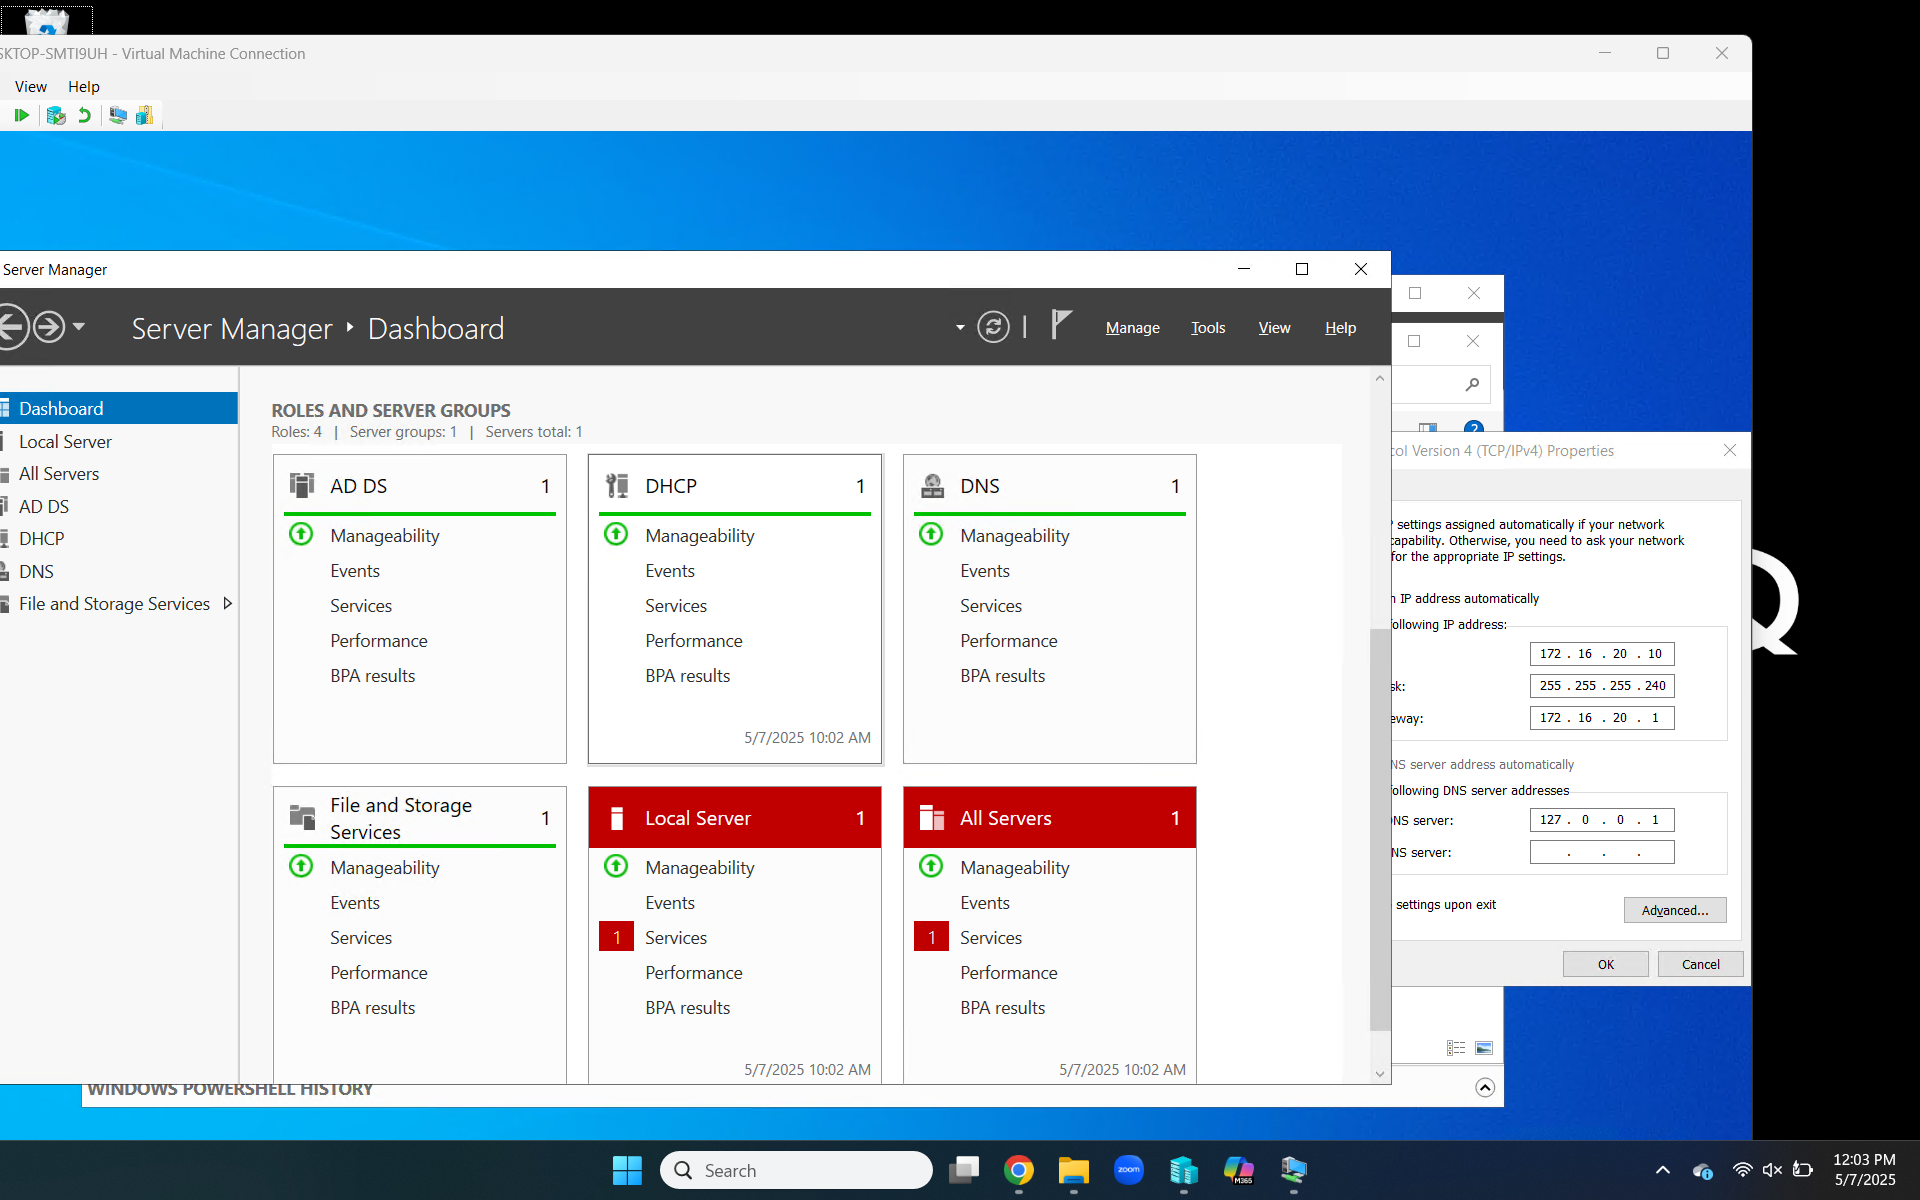 SKTOP-SMTI9UH - Virtual Machine Connection
View Help
Server Manager
Server Manager Dashboard
Manage Tools View Help
Dashboard
Local Server
All Servers
AD DS
DHCP
DNS
File and Storage Services
ROLES AND SERVER GROUPS
Roles: 4 | Server groups: 1 | Servers total: 1
AD DS 1
Manageability
Events
Services
Performance
BPA results
DHCP 1
Manageability
Events
Services
Performance
BPA results
5/7/2025 10:02 AM
DNS 1
Manageability
Events
Services
Performance
BPA results
File and Storage
Services 1
Manageability
Events
Services
Performance
BPA results
Local Server 1
Manageability
Events
1 Services
Performance
BPA results
5/7/2025 10:02 AM
All Servers 1
Manageability
Events
1 Services
Performance
BPA results
5/7/2025 10:02 AM
WINDOWS POWERSHELL HISTORY
?
col Version 4 (TCP/IPv4) Properties
P settings assigned automatically if your network
capability. Otherwise, you need to ask your network
for the appropriate IP settings.
n IP address automatically
ollowing IP address:
172 . 16 . 20 . 10
sk: 255 . 255 . 255 . 240
eway: 172 . 16 . 20 . 1
NS server address automatically
ollowing DNS server addresses
NS server: 127 . 0 . 0 . 1
NS server: . . .
settings upon exit
Advanced...
OK Cancel
Q
Search
zoom
M365
12:03 PM
5/7/2025